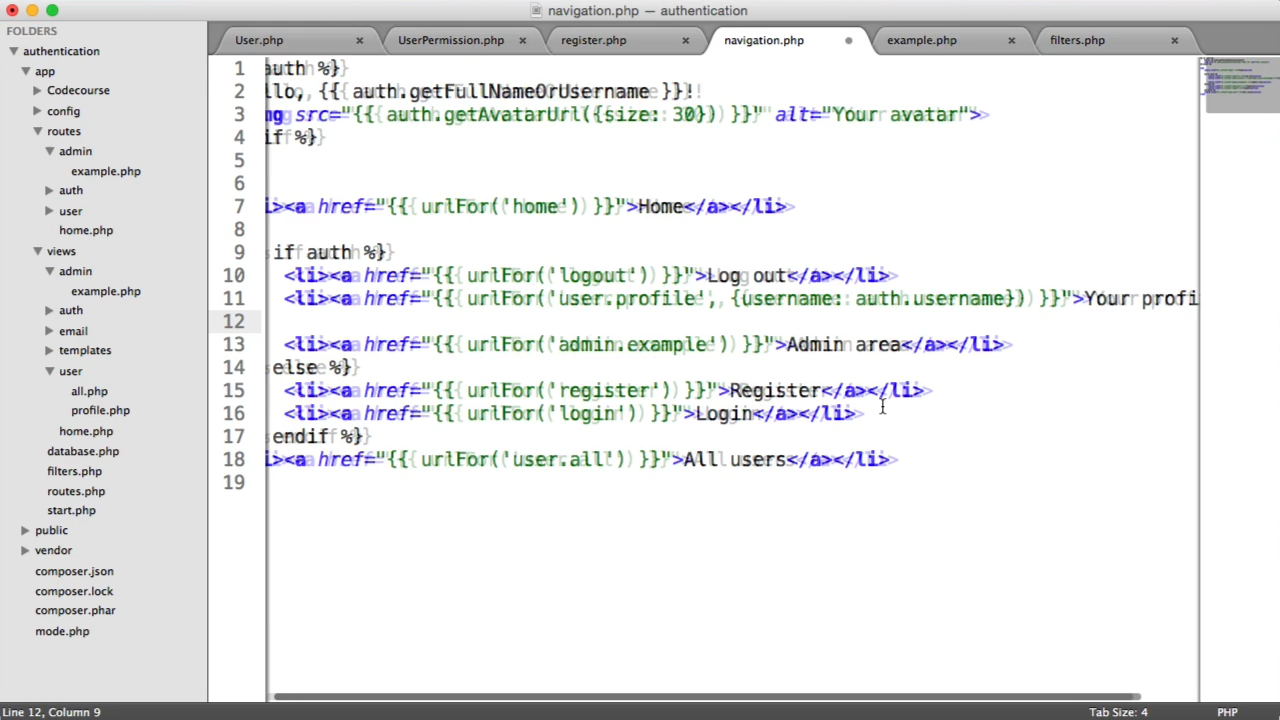 navigation.php — authentication
FOLDERS
authentication
app
Codecourse
config
routes
admin
example.php
auth
user
home.php
views
admin
example.php
auth
email
templates
user
all.php
profile.php
home.php
database.php
filters.php
routes.php
start.php
public
vendor
composer.json
composer.lock
composer.phar
mode.php
User.php × UserPermission.php × register.php × navigation.php example.php × filters.php ×
1 auth %}
2 llo, {{ auth.getFullNameOrUsername }}!
3 mg src="{{ auth.getAvatarUrl({size: 30}) }}" alt="Your avatar">
4 if %}
5
6
7 i><a href="{{ urlFor('home') }}">Home</a></li>
8
9 if auth %}
10 <li><a href="{{ urlFor('logout') }}">Log out</a></li>
11 <li><a href="{{ urlFor('user.profile', {username: auth.username}) }}">Your profi
12
13 <li><a href="{{ urlFor('admin.example') }}">Admin area</a></li>
14 else %}
15 <li><a href="{{ urlFor('register') }}">Register</a></li>
16 <li><a href="{{ urlFor('login') }}">Login</a></li>
17 endif %}
18 i><a href="{{ urlFor('user.all') }}">All users</a></li>
19
Line 12, Column 9 Tab Size: 4 PHP